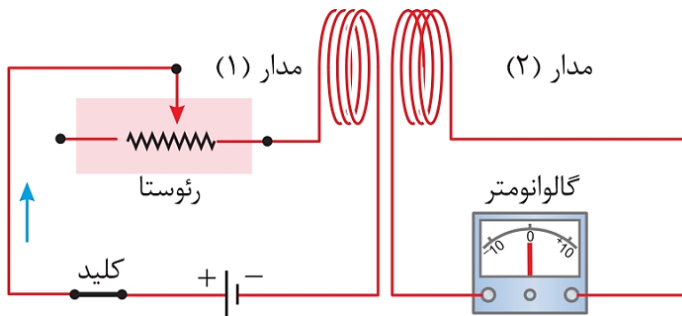 مدار (۱)
مدار (۲)
رئوستا
گالوانومتر
-10 0 +10
کلید
+ −